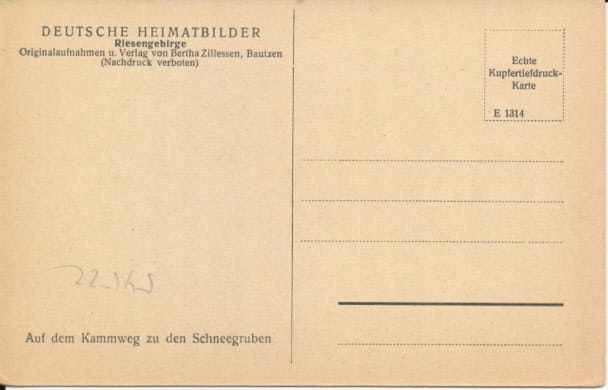 DEUTSCHE HEIMATBILDER
Riesengebirge
Originalaufnahmen u. Verlag von Bertha Zillessen, Bautzen
(Nachdruck verboten)
Echte
Kupfertiefdruck-
Karte
E 1314
Auf dem Kammweg zu den Schneegruben